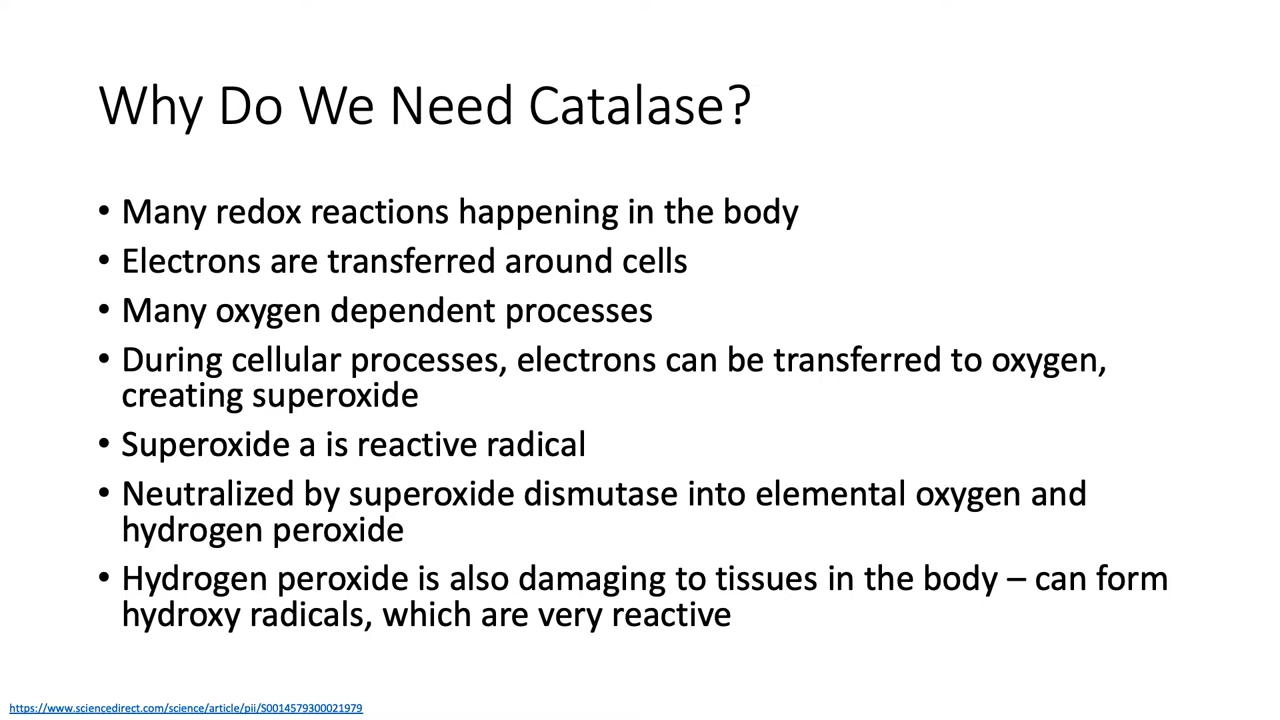 Why Do We Need Catalase?
• Many redox reactions happening in the body
• Electrons are transferred around cells
• Many oxygen dependent processes
• During cellular processes, electrons can be transferred to oxygen,
creating superoxide
• Superoxide a is reactive radical
• Neutralized by superoxide dismutase into elemental oxygen and
hydrogen peroxide
• Hydrogen peroxide is also damaging to tissues in the body – can form
hydroxy radicals, which are very reactive
https://www.sciencedirect.com/science/article/pii/S0014579300021979